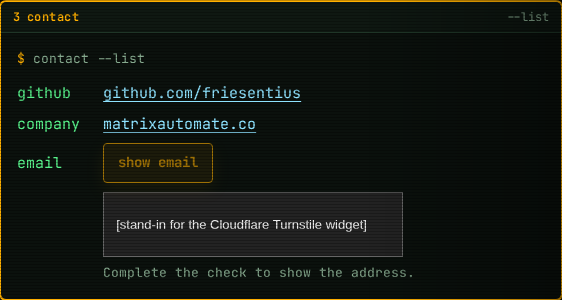 3 contact --list
$ contact --list
github github.com/friesentius
company matrixautomate.co
email show email
[stand-in for the Cloudflare Turnstile widget]
Complete the check to show the address.